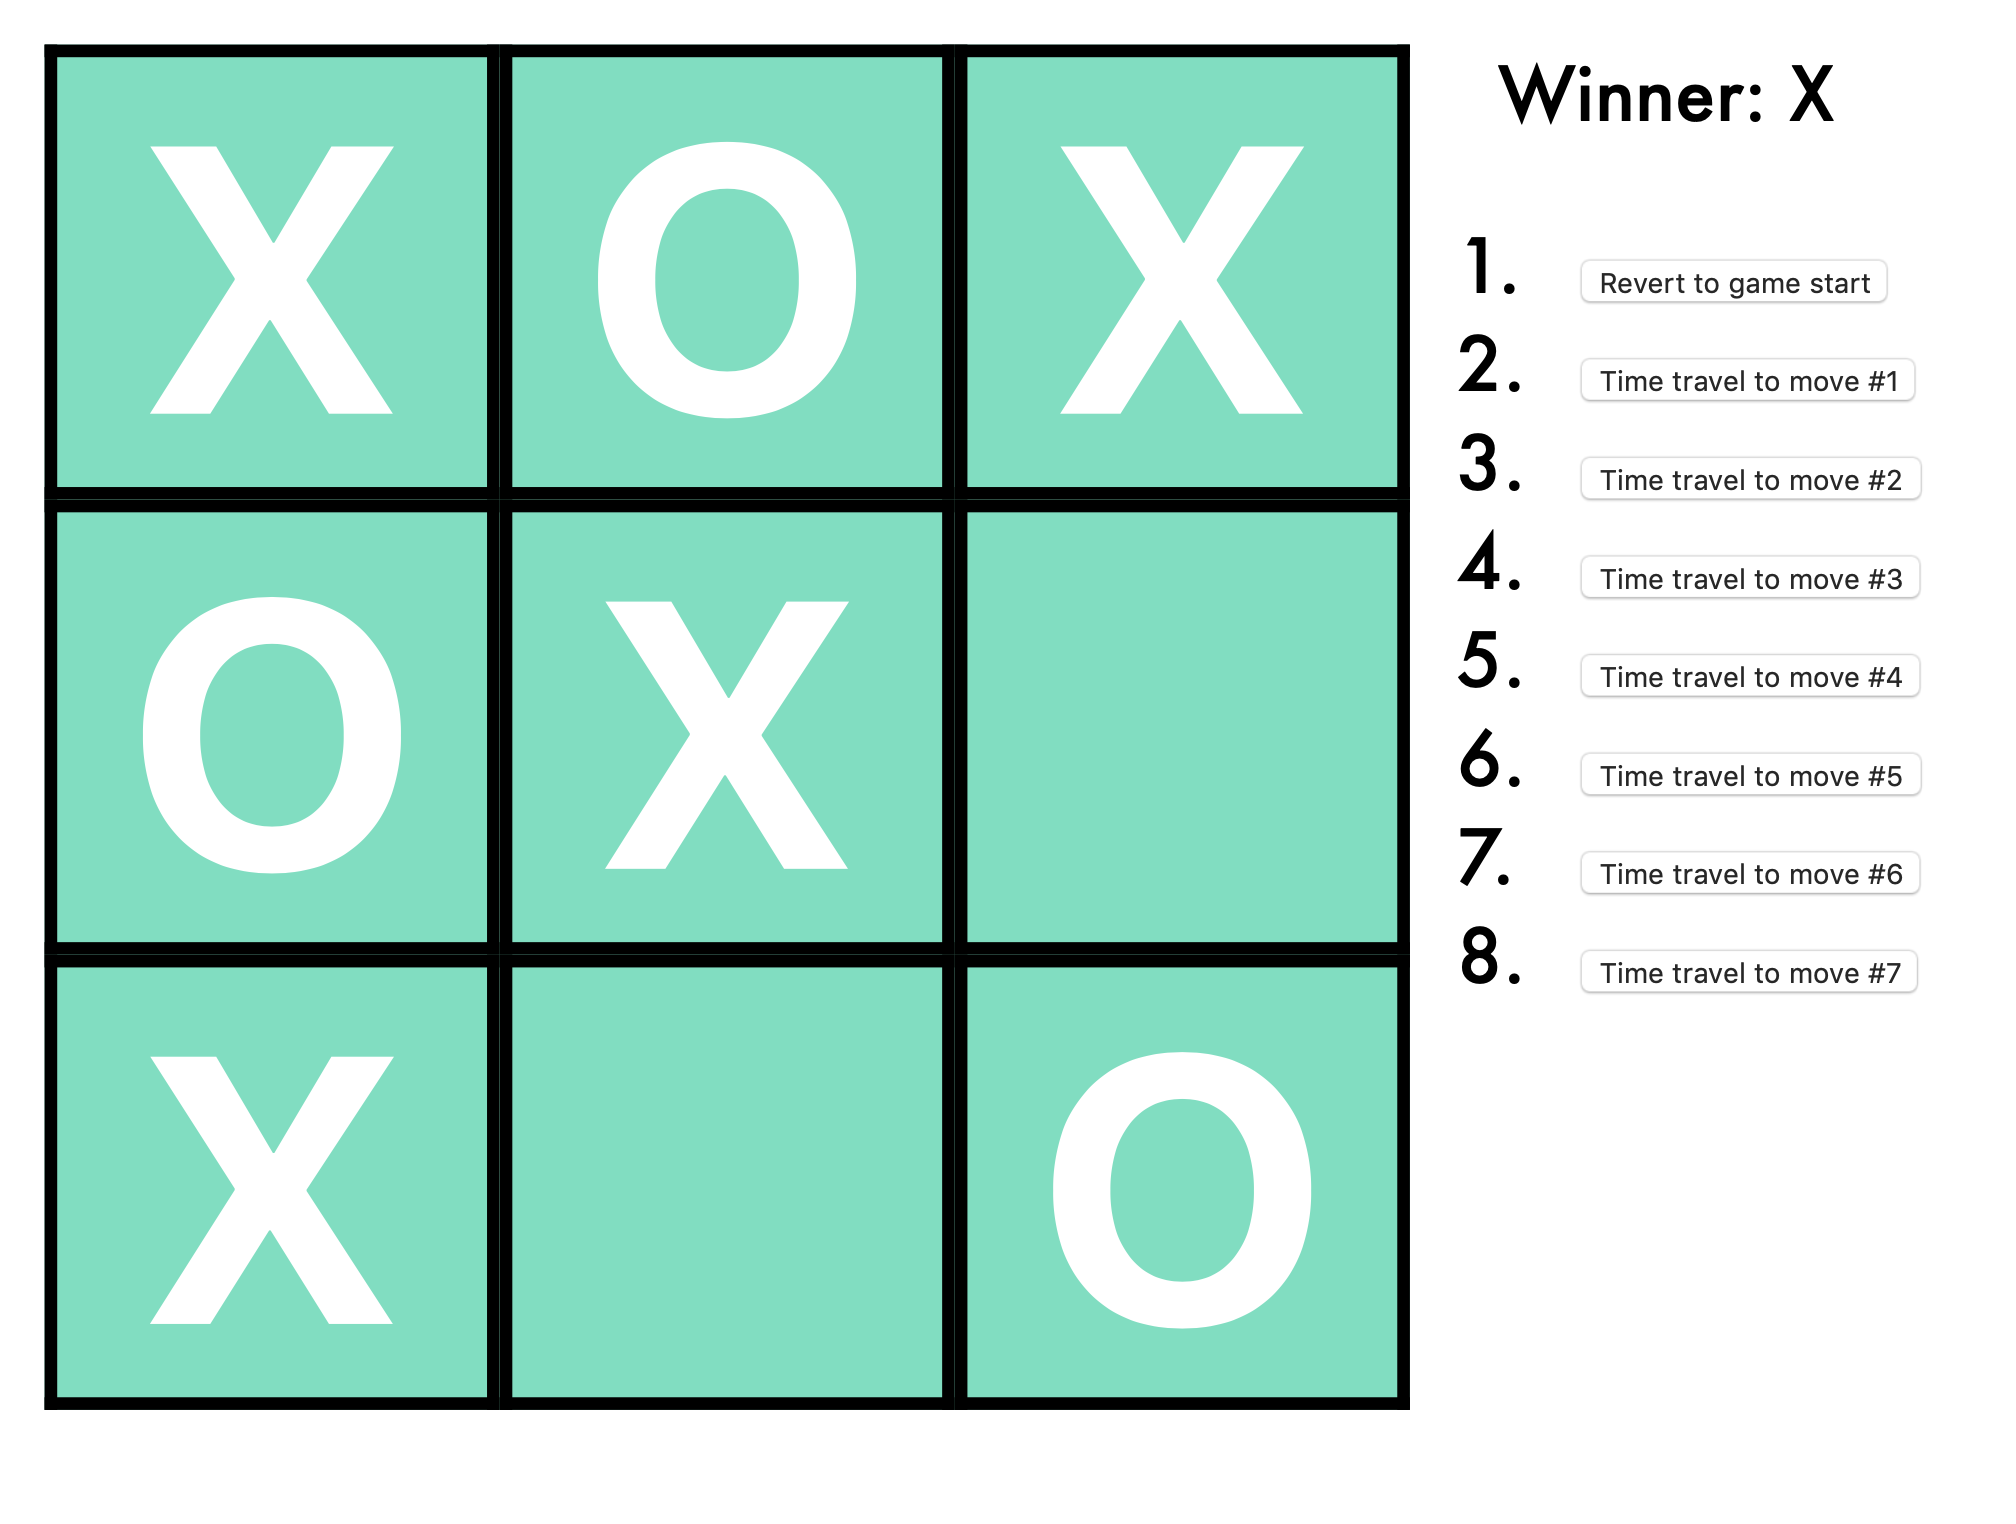 X O X
O X
X O
Winner: X
1. Revert to game start
2. Time travel to move #1
3. Time travel to move #2
4. Time travel to move #3
5. Time travel to move #4
6. Time travel to move #5
7. Time travel to move #6
8. Time travel to move #7